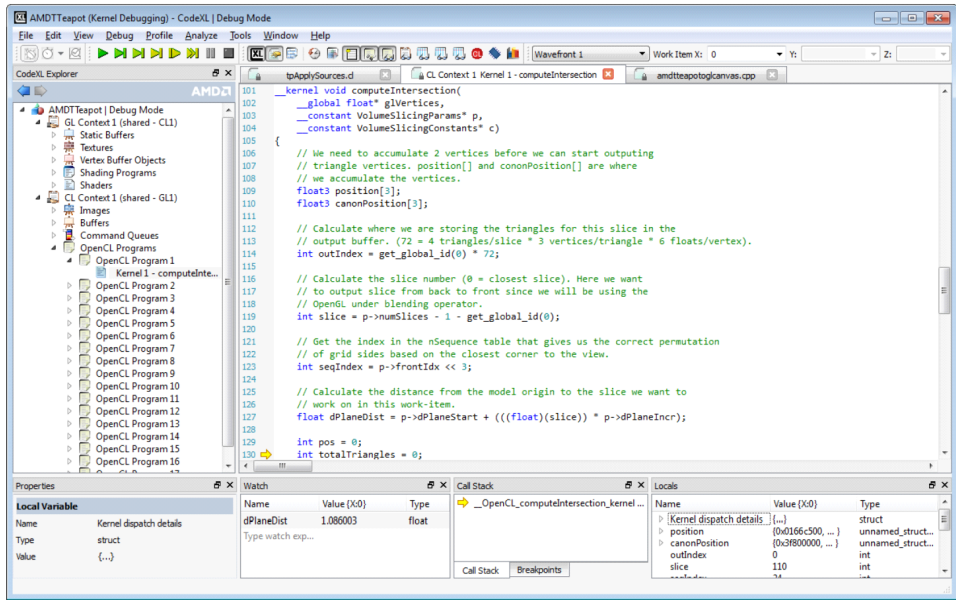 AMDTTeapot (Kernel Debugging) - CodeXL | Debug Mode
File Edit View Debug Profile Analyze Tools Window Help
Wavefront 1 Work Item X: 0 Y: Z:
CodeXL Explorer
AMD
AMDTTeapot | Debug Mode
GL Context 1 (shared - CL1)
Static Buffers
Textures
Vertex Buffer Objects
Shading Programs
Shaders
CL Context 1 (shared - GL1)
Images
Buffers
Command Queues
OpenCL Programs
OpenCL Program 1
Kernel 1 - computeInte...
OpenCL Program 2
OpenCL Program 3
OpenCL Program 4
OpenCL Program 5
OpenCL Program 6
OpenCL Program 7
OpenCL Program 8
OpenCL Program 9
OpenCL Program 10
OpenCL Program 11
OpenCL Program 12
OpenCL Program 13
OpenCL Program 14
OpenCL Program 15
OpenCL Program 16
tpApplySources.cl CL Context 1 Kernel 1 - computeIntersection amdtteapotoglcanvas.cpp
101 __kernel void computeIntersection(
102 __global float* glVertices,
103 __constant VolumeSlicingParams* p,
104 __constant VolumeSlicingConstants* c)
105 {
106 // We need to accumulate 2 vertices before we can start outputing
107 // triangle vertices. position[] and cononPosition[] are where
108 // we accumulate the vertices.
109 float3 position[3];
110 float3 canonPosition[3];
111
112 // Calculate where we are storing the triangles for this slice in the
113 // output buffer. (72 = 4 triangles/slice * 3 vertices/triangle * 6 floats/vertex).
114 int outIndex = get_global_id(0) * 72;
115
116 // Calculate the slice number (0 = closest slice). Here we want
117 // to output slice from back to front since we will be using the
118 // OpenGL under blending operator.
119 int slice = p->numSlices - 1 - get_global_id(0);
120
121 // Get the index in the nSequence table that gives us the correct permutation
122 // of grid sides based on the closest corner to the view.
123 int seqIndex = p->frontIdx << 3;
124
125 // Calculate the distance from the model origin to the slice we want to
126 // work on in this work-item.
127 float dPlaneDist = p->dPlaneStart + (((float)(slice)) * p->dPlaneIncr);
128
129 int pos = 0;
130 int totalTriangles = 0;
Properties
Local Variable
Name Kernel dispatch details
Type struct
Value {...}
Watch
Name Value {X:0} Type
dPlaneDist 1.086003 float
Type watch exp...
Call Stack
__OpenCL_computeIntersection_kernel ...
Call Stack Breakpoints
Locals
Name Value {X:0} Type
Kernel dispatch details {...} struct
position {0x0166c500, ... } unnamed_struct...
canonPosition {0x3f800000, ... } unnamed_struct...
outIndex 0 int
slice 110 int